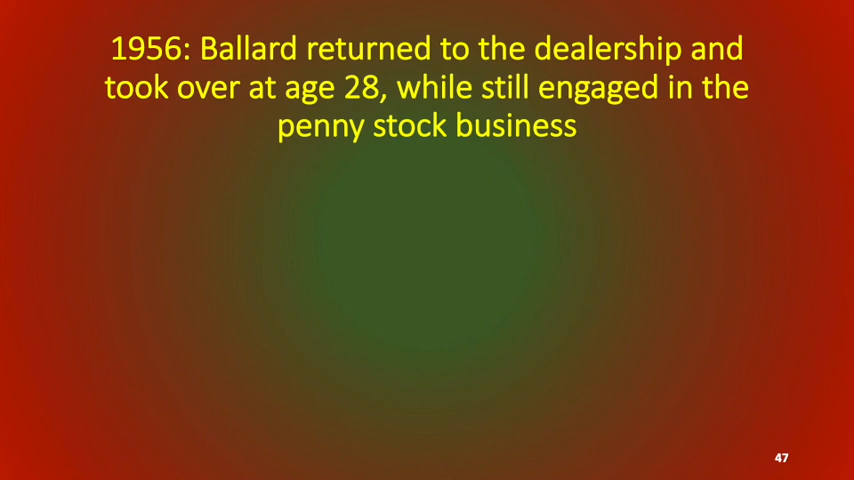 1956: Ballard returned to the dealership and
took over at age 28, while still engaged in the
penny stock business
47